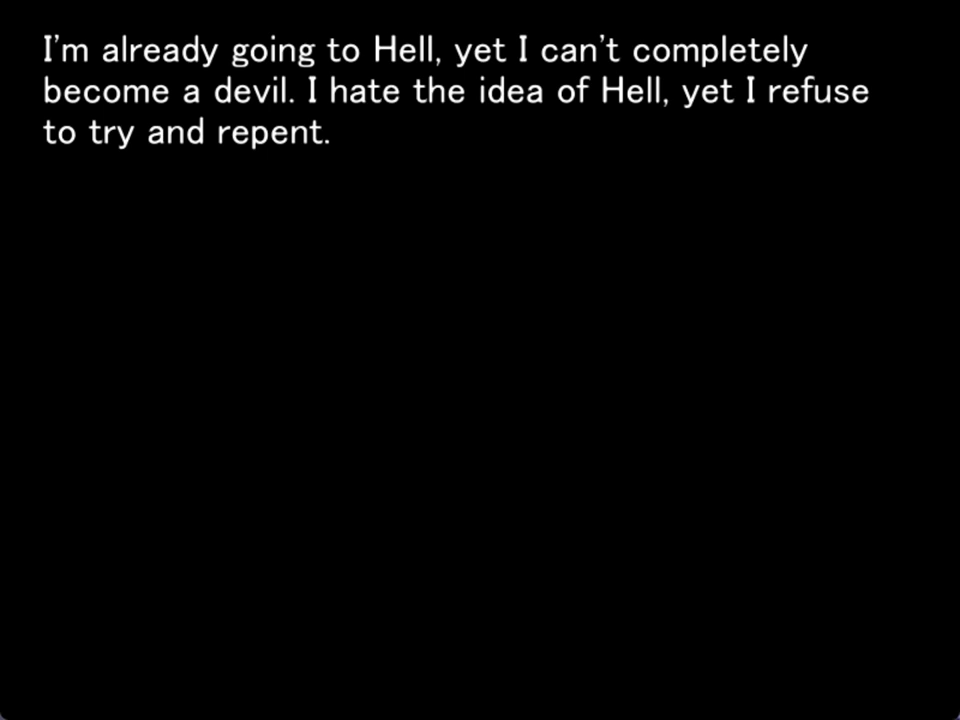 I'm already going to Hell, yet I can't completely
become a devil. I hate the idea of Hell, yet I refuse
to try and repent.